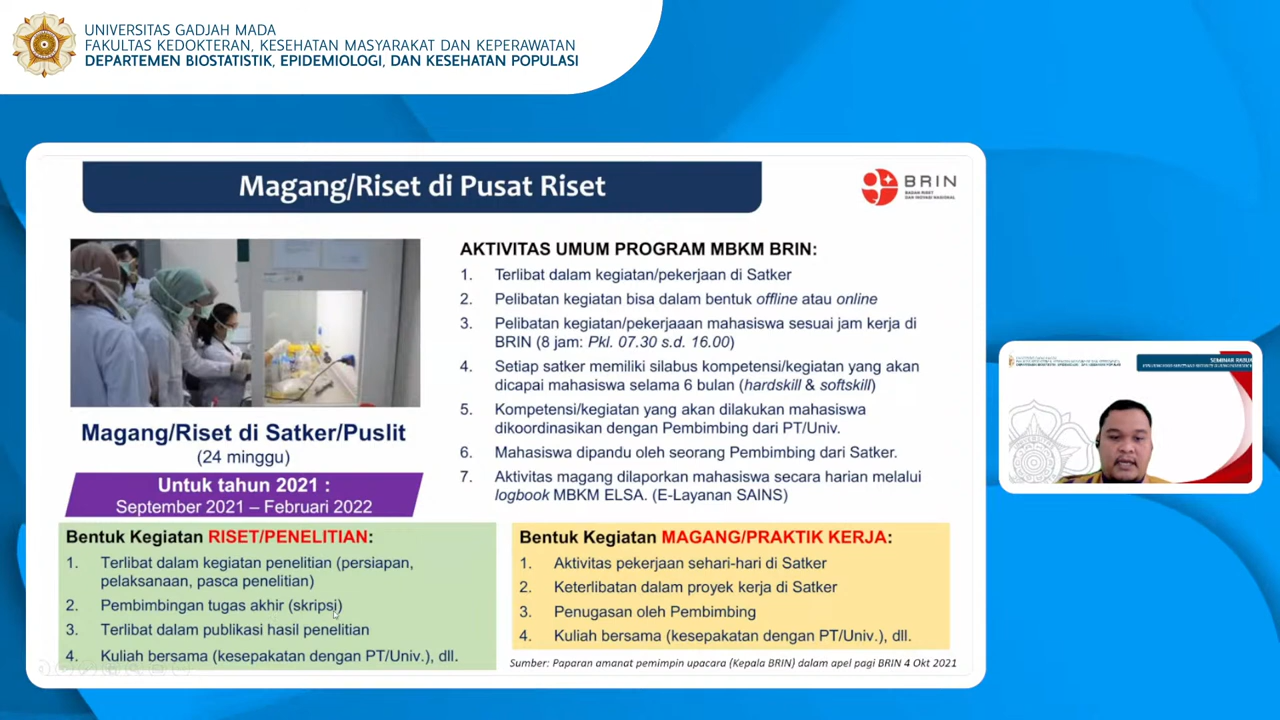 UNIVERSITAS GADJAH MADA
FAKULTAS KEDOKTERAN, KESEHATAN MASYARAKAT DAN KEPERAWATAN
DEPARTEMEN BIOSTATISTIK, EPIDEMIOLOGI, DAN KESEHATAN POPULASI
Magang/Riset di Pusat Riset
BRIN
BADAN RISET
DAN INOVASI NASIONAL
Magang/Riset di Satker/Puslit
(24 minggu)
Untuk tahun 2021 :
September 2021 – Februari 2022
AKTIVITAS UMUM PROGRAM MBKM BRIN:
1. Terlibat dalam kegiatan/pekerjaan di Satker
2. Pelibatan kegiatan bisa dalam bentuk offline atau online
3. Pelibatan kegiatan/pekerjaaan mahasiswa sesuai jam kerja di
BRIN (8 jam: Pkl. 07.30 s.d. 16.00)
4. Setiap satker memiliki silabus kompetensi/kegiatan yang akan
dicapai mahasiswa selama 6 bulan (hardskill & softskill)
5. Kompetensi/kegiatan yang akan dilakukan mahasiswa
dikoordinasikan dengan Pembimbing dari PT/Univ.
6. Mahasiswa dipandu oleh seorang Pembimbing dari Satker.
7. Aktivitas magang dilaporkan mahasiswa secara harian melalui
logbook MBKM ELSA. (E-Layanan SAINS)
Bentuk Kegiatan RISET/PENELITIAN:
1. Terlibat dalam kegiatan penelitian (persiapan,
pelaksanaan, pasca penelitian)
2. Pembimbingan tugas akhir (skripsi)
3. Terlibat dalam publikasi hasil penelitian
4. Kuliah bersama (kesepakatan dengan PT/Univ.), dll.
Bentuk Kegiatan MAGANG/PRAKTIK KERJA:
1. Aktivitas pekerjaan sehari-hari di Satker
2. Keterlibatan dalam proyek kerja di Satker
3. Penugasan oleh Pembimbing
4. Kuliah bersama (kesepakatan dengan PT/Univ.), dll.
Sumber: Paparan amanat pemimpin upacara (Kepala BRIN) dalam apel pagi BRIN 4 Okt 2021